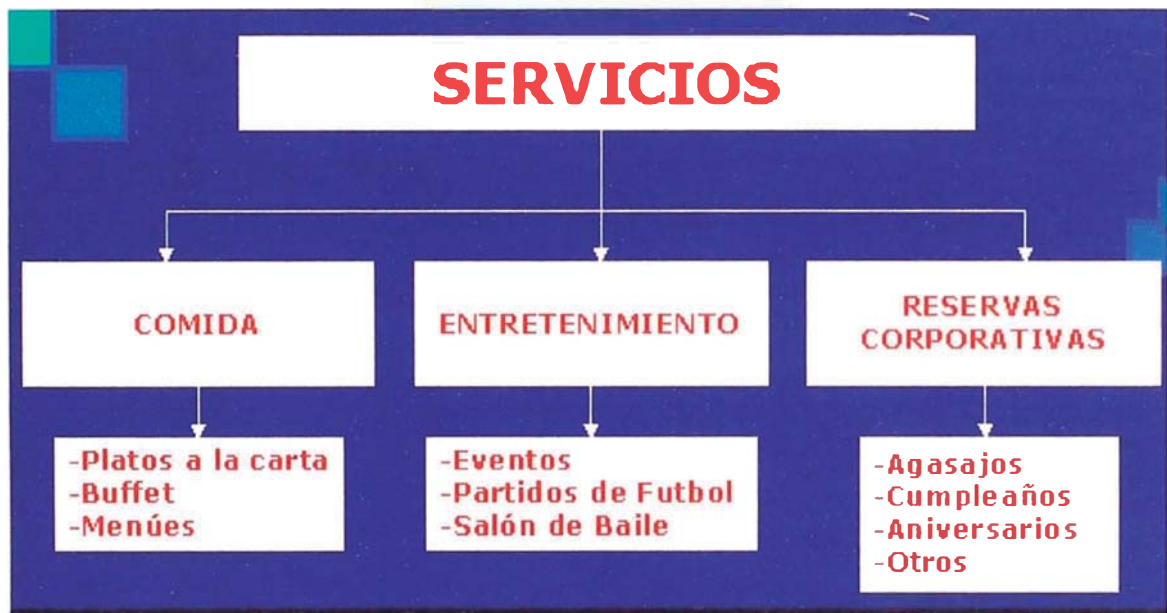 SERVICIOS
COMIDA
-Platos a la carta
-Buffet
-Menúes
ENTRETENIMIENTO
-Eventos
-Partidos de Futbol
-Salón de Baile
RESERVAS
CORPORATIVAS
-Agasajos
-Cumpleaños
-Aniversarios
-Otros